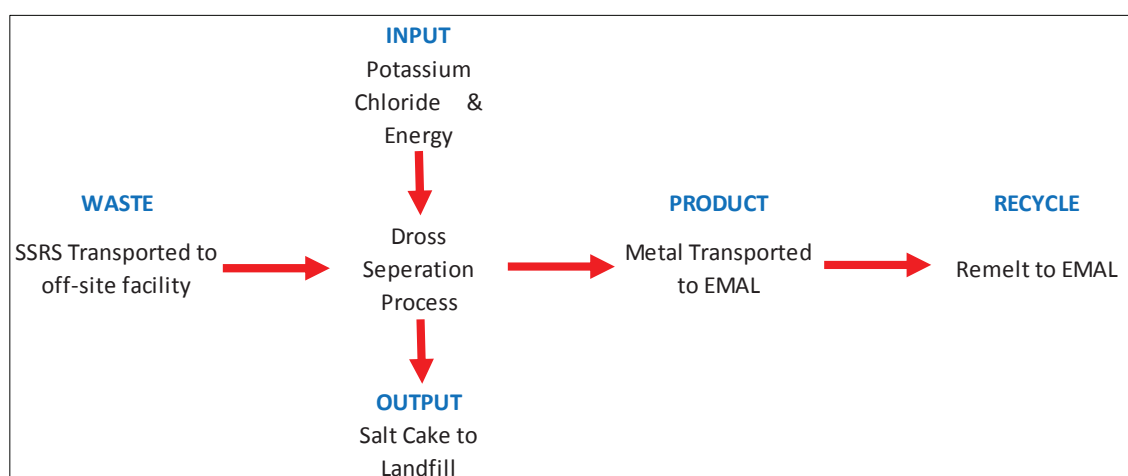 INPUT
Potassium
Chloride &
Energy
WASTE
SSRS Transported to
off-site facility
Dross
Seperation
Process
PRODUCT
Metal Transported
to EMAL
RECYCLE
Remelt to EMAL
OUTPUT
Salt Cake to
Landfill